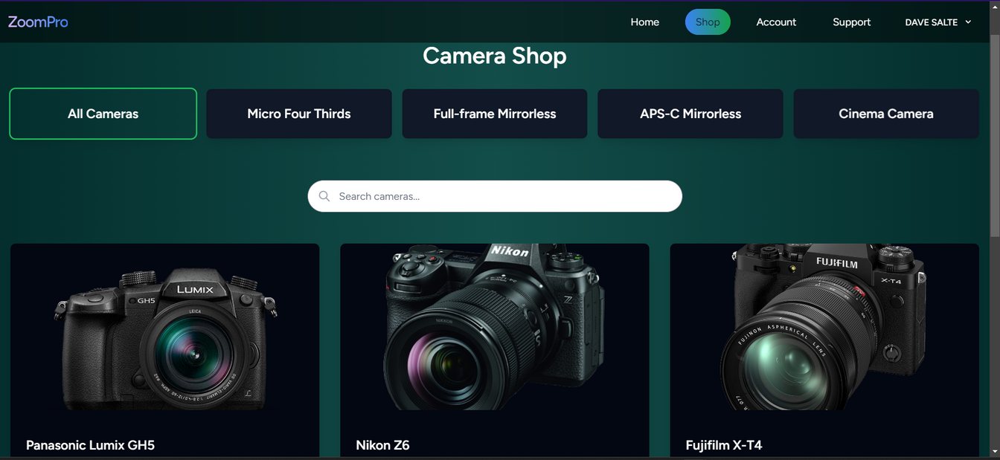 ZoomPro
Home
Shop
Account
Support
DAVE SALTE
Camera Shop
All Cameras
Micro Four Thirds
Full-frame Mirrorless
APS-C Mirrorless
Cinema Camera
Search cameras...
LUMIX
GH5
LEICA
Nikon
Z
NIKKOR
FUJIFILM
X-T4
FUJINON ASPHERICAL LENS
Panasonic Lumix GH5
Nikon Z6
Fujifilm X-T4